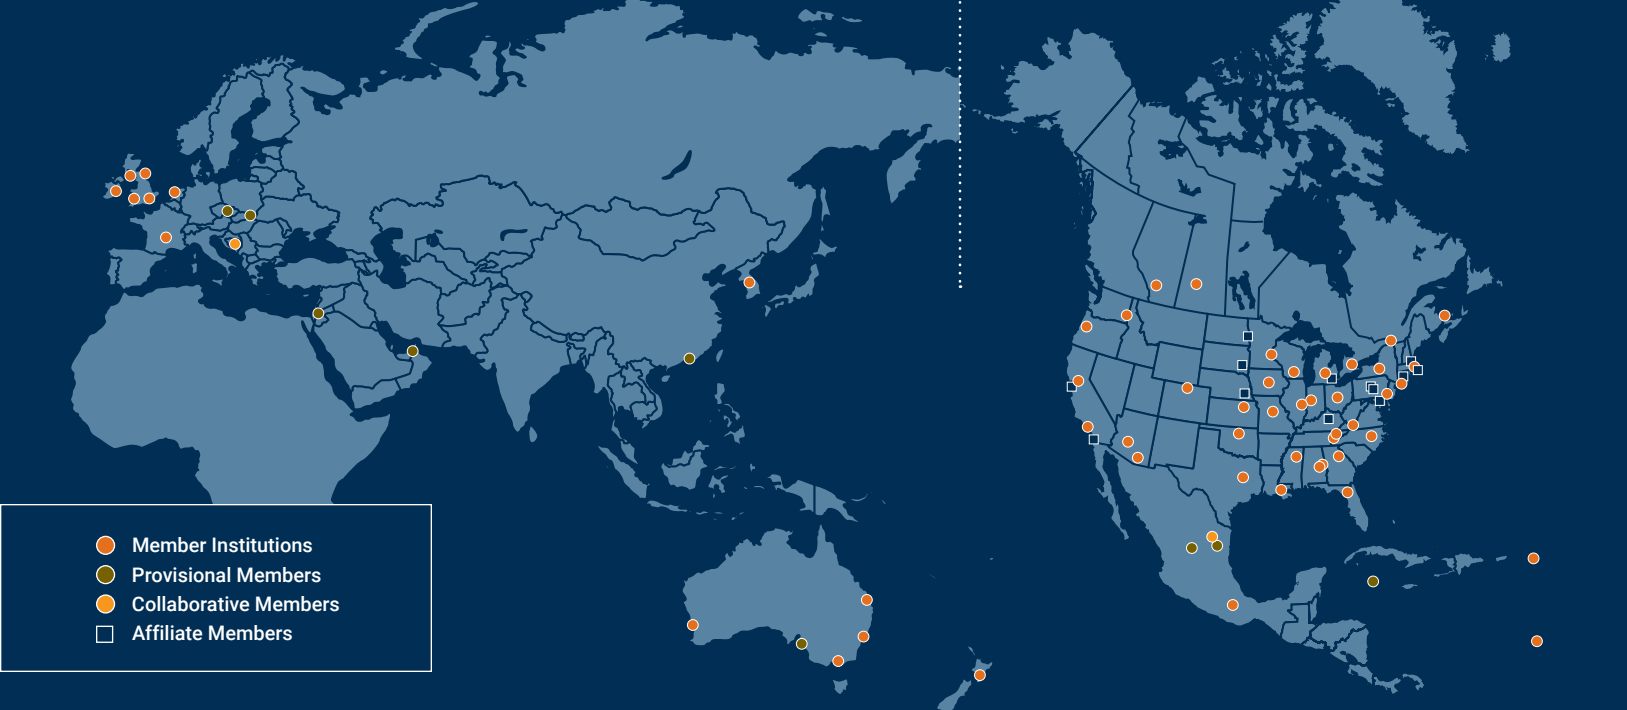 Member Institutions
Provisional Members
Collaborative Members
Affiliate Members